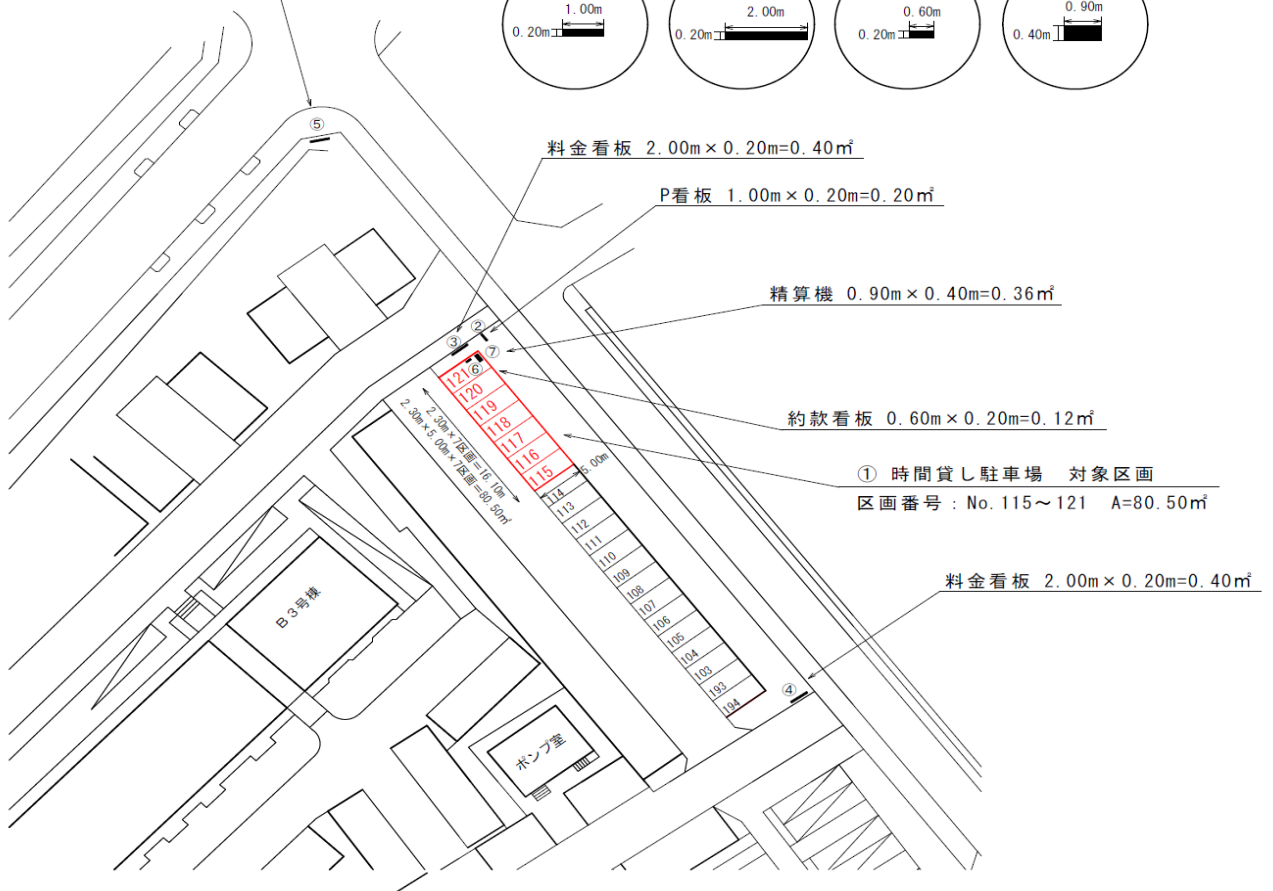 1.00m
0.20m
2.00m
0.20m
0.60m
0.20m
0.90m
0.40m
⑤
料金看板 2.00m×0.20m=0.40㎡
P看板 1.00m×0.20m=0.20㎡
精算機 0.90m×0.40m=0.36㎡
②
③
⑦
⑥
121
120
119
118
117
116
115
2.30m×7区画=16.10m
2.30m×5.00m×7区画=80.50㎡
5.00m
約款看板 0.60m×0.20m=0.12㎡
① 時間貸し駐車場 対象区画
区画番号：No.115～121 A=80.50㎡
114
113
112
111
110
109
108
107
106
105
104
103
193
194
料金看板 2.00m×0.20m=0.40㎡
④
B3号棟
ポンプ室